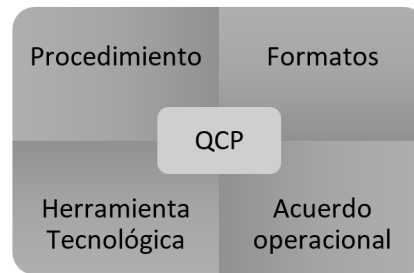 Procedimiento
Formatos
QCP
Herramienta
Tecnológica
Acuerdo
operacional